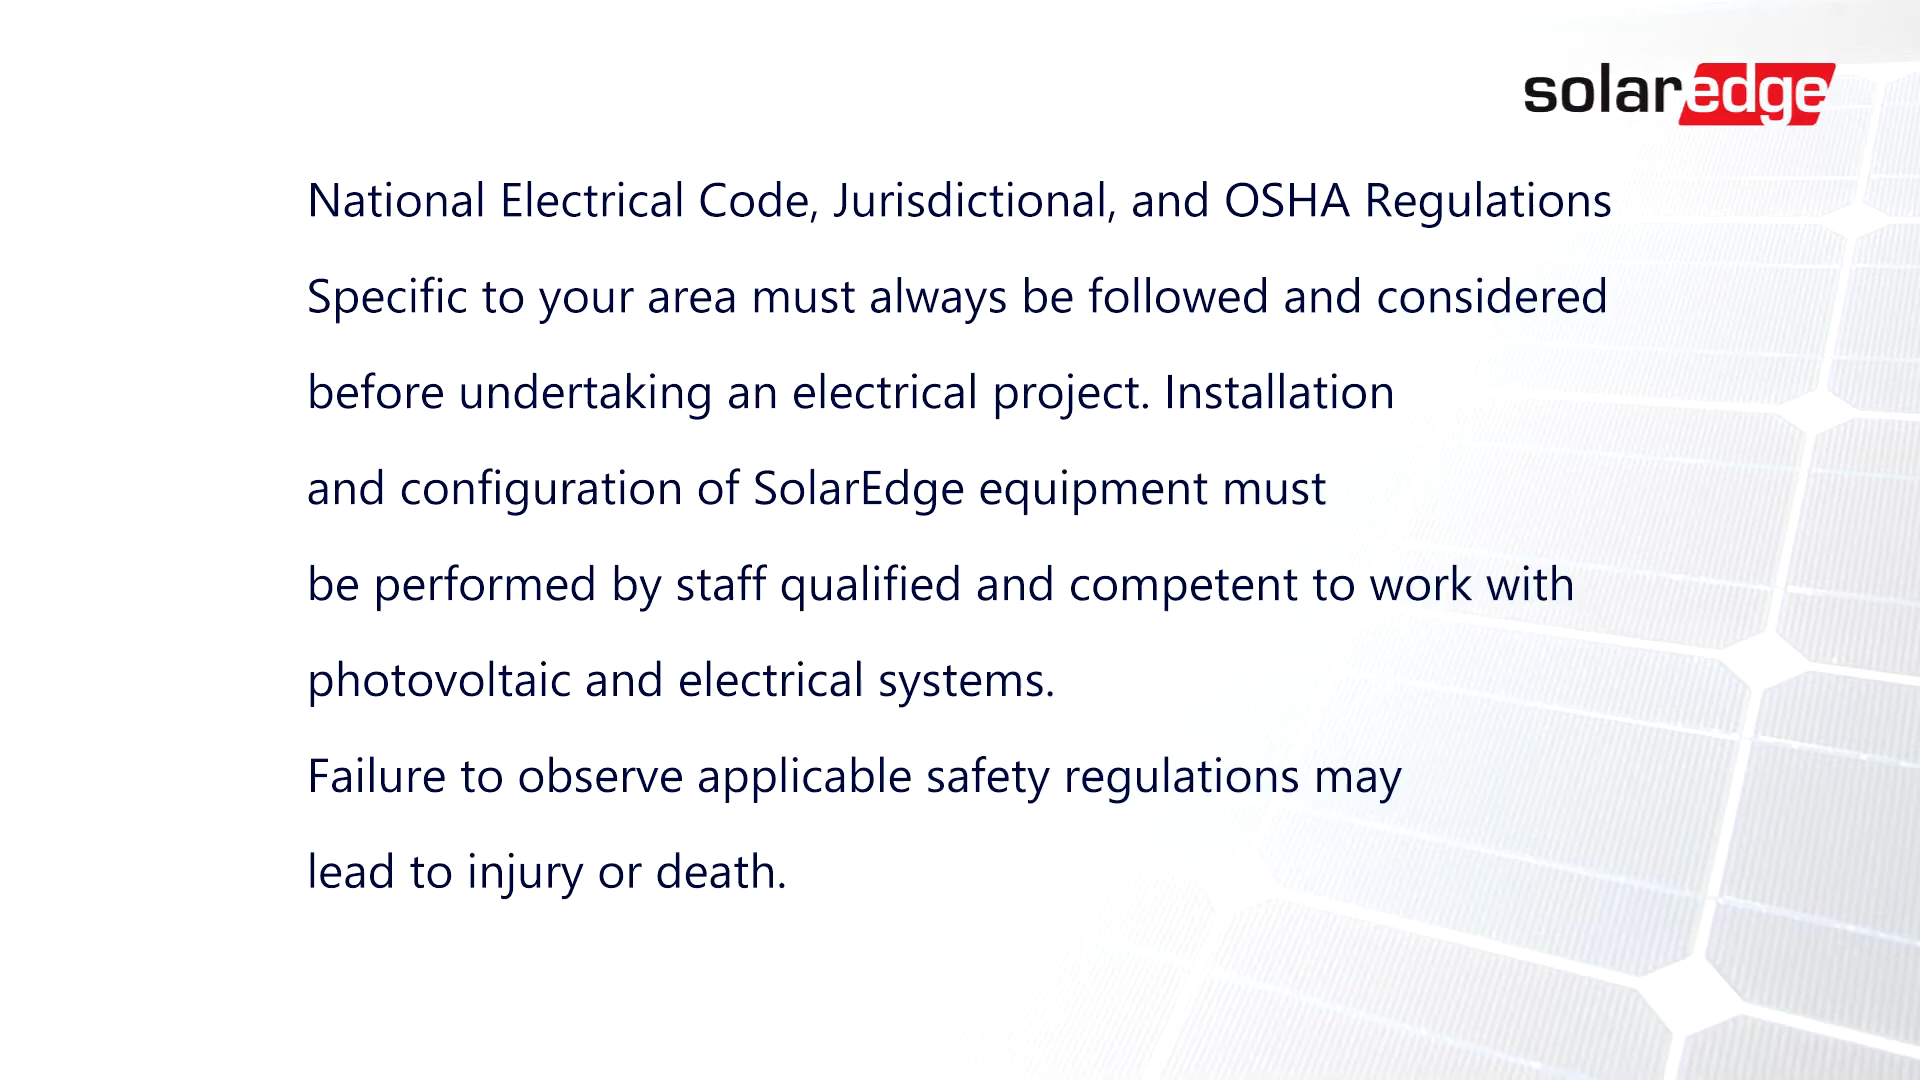 solaredge
National Electrical Code, Jurisdictional, and OSHA Regulations
Specific to your area must always be followed and considered
before undertaking an electrical project. Installation
and configuration of SolarEdge equipment must
be performed by staff qualified and competent to work with
photovoltaic and electrical systems.
Failure to observe applicable safety regulations may
lead to injury or death.